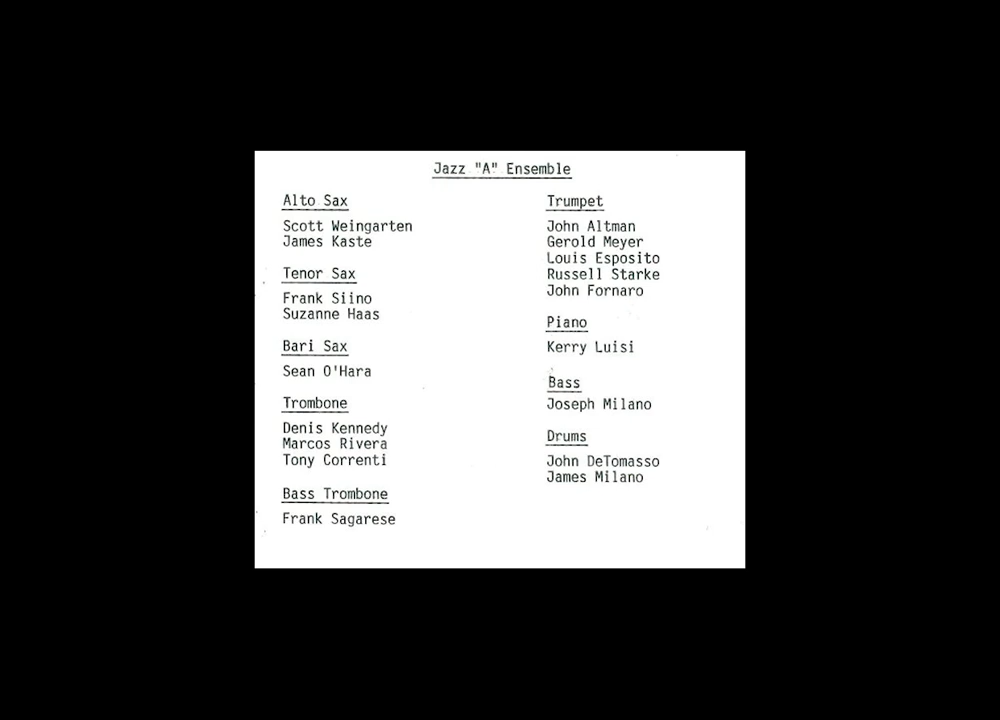 Jazz "A" Ensemble
Alto Sax
Scott Weingarten
James Kaste
Tenor Sax
Frank Siino
Suzanne Haas
Bari Sax
Sean O'Hara
Trombone
Denis Kennedy
Marcos Rivera
Tony Correnti
Bass Trombone
Frank Sagarese
Trumpet
John Altman
Gerold Meyer
Louis Esposito
Russell Starke
John Fornaro
Piano
Kerry Luisi
Bass
Joseph Milano
Drums
John DeTomasso
James Milano